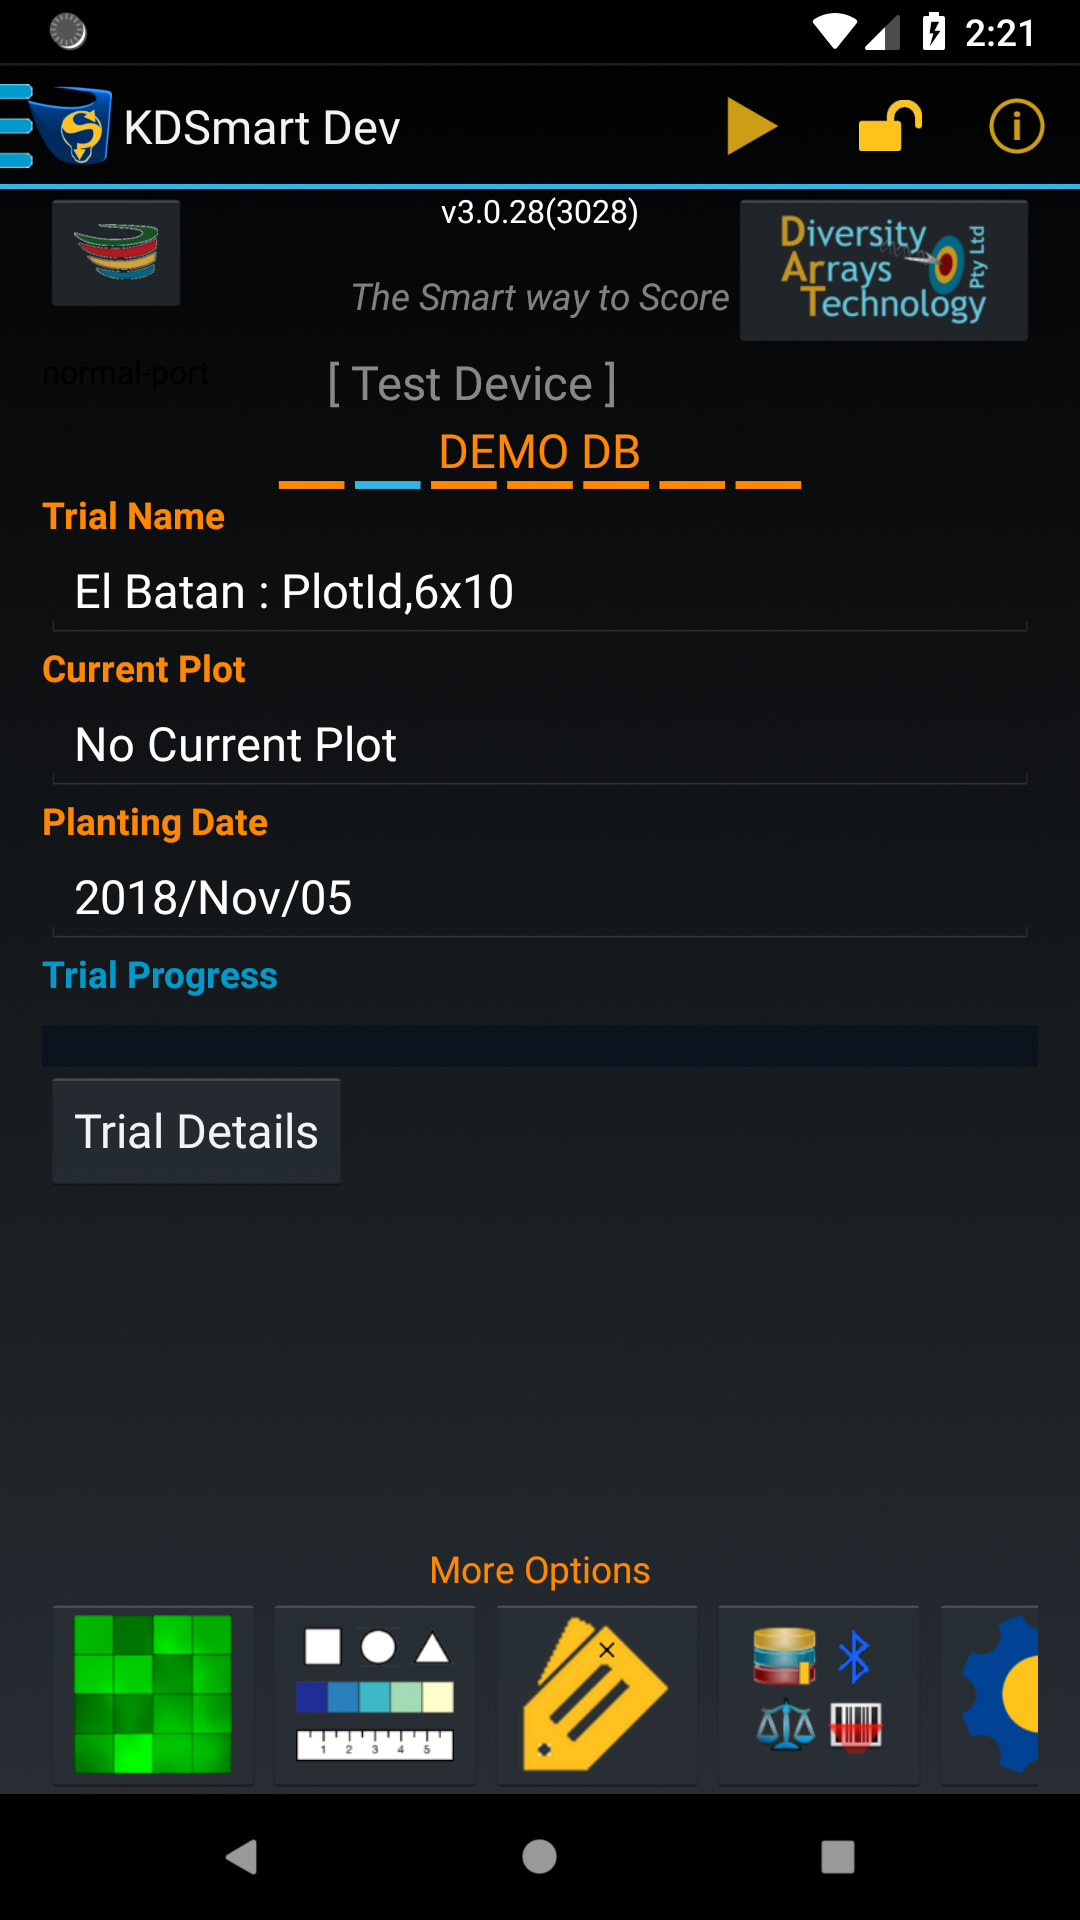 2:21
KDSmart Dev
v3.0.28(3028)
Diversity
Arrays
Technology
Pty Ltd
The Smart way to Score
normal-port
[ Test Device ]
DEMO DB
Trial Name
El Batan : PlotId,6x10
Current Plot
No Current Plot
Planting Date
2018/Nov/05
Trial Progress
Trial Details
More Options
1 2 3 4 5